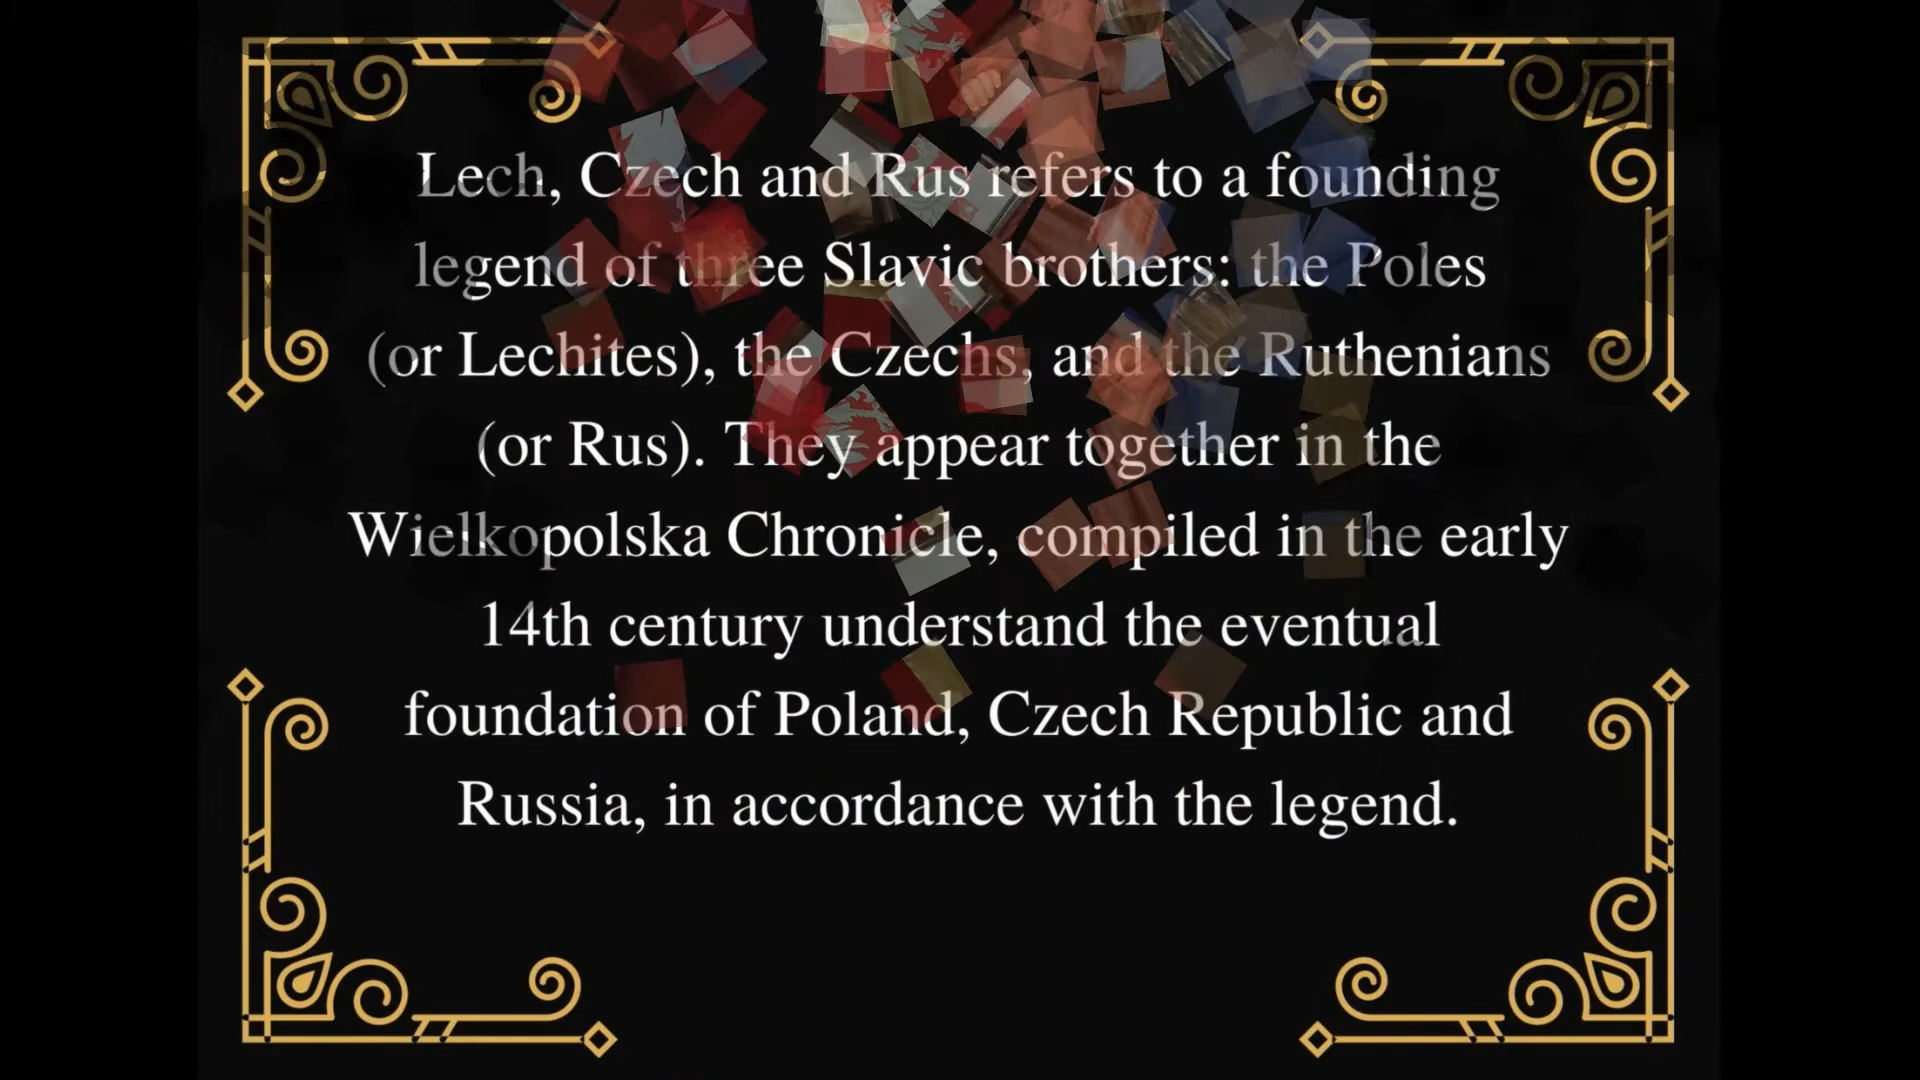 Lech, Czech and Rus refers to a founding
legend of three Slavic brothers: the Poles
(or Lechites), the Czechs, and the Ruthenians
(or Rus). They appear together in the
Wielkopolska Chronicle, compiled in the early
14th century understand the eventual
foundation of Poland, Czech Republic and
Russia, in accordance with the legend.